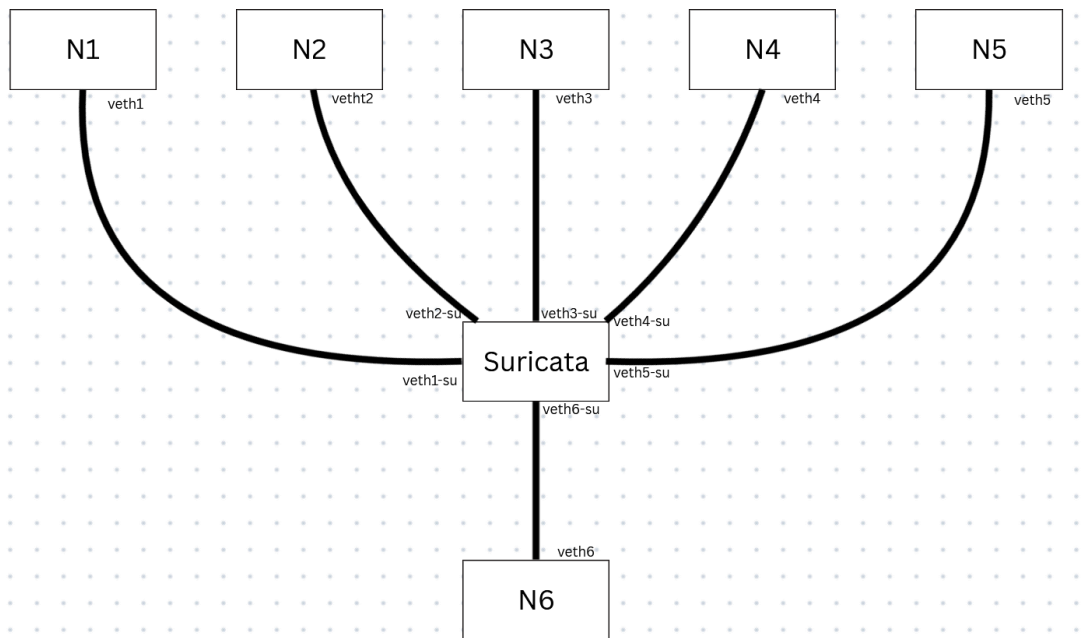 N1
N2
N3
N4
N5
veth1
vetht2
veth3
veth4
veth5
veth2-su
veth3-su
veth4-su
Suricata
veth1-su
veth5-su
veth6-su
veth6
N6